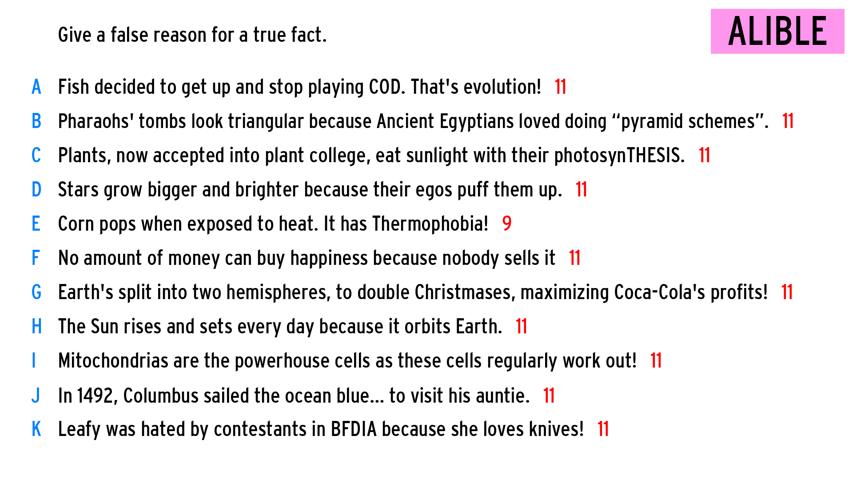 Give a false reason for a true fact.
ALIBLE
A Fish decided to get up and stop playing COD. That's evolution! 11
B Pharaohs' tombs look triangular because Ancient Egyptians loved doing “pyramid schemes”. 11
C Plants, now accepted into plant college, eat sunlight with their photosynTHESIS. 11
D Stars grow bigger and brighter because their egos puff them up. 11
E Corn pops when exposed to heat. It has Thermophobia! 9
F No amount of money can buy happiness because nobody sells it 11
G Earth's split into two hemispheres, to double Christmases, maximizing Coca-Cola's profits! 11
H The Sun rises and sets every day because it orbits Earth. 11
I Mitochondrias are the powerhouse cells as these cells regularly work out! 11
J In 1492, Columbus sailed the ocean blue... to visit his auntie. 11
K Leafy was hated by contestants in BFDIA because she loves knives! 11